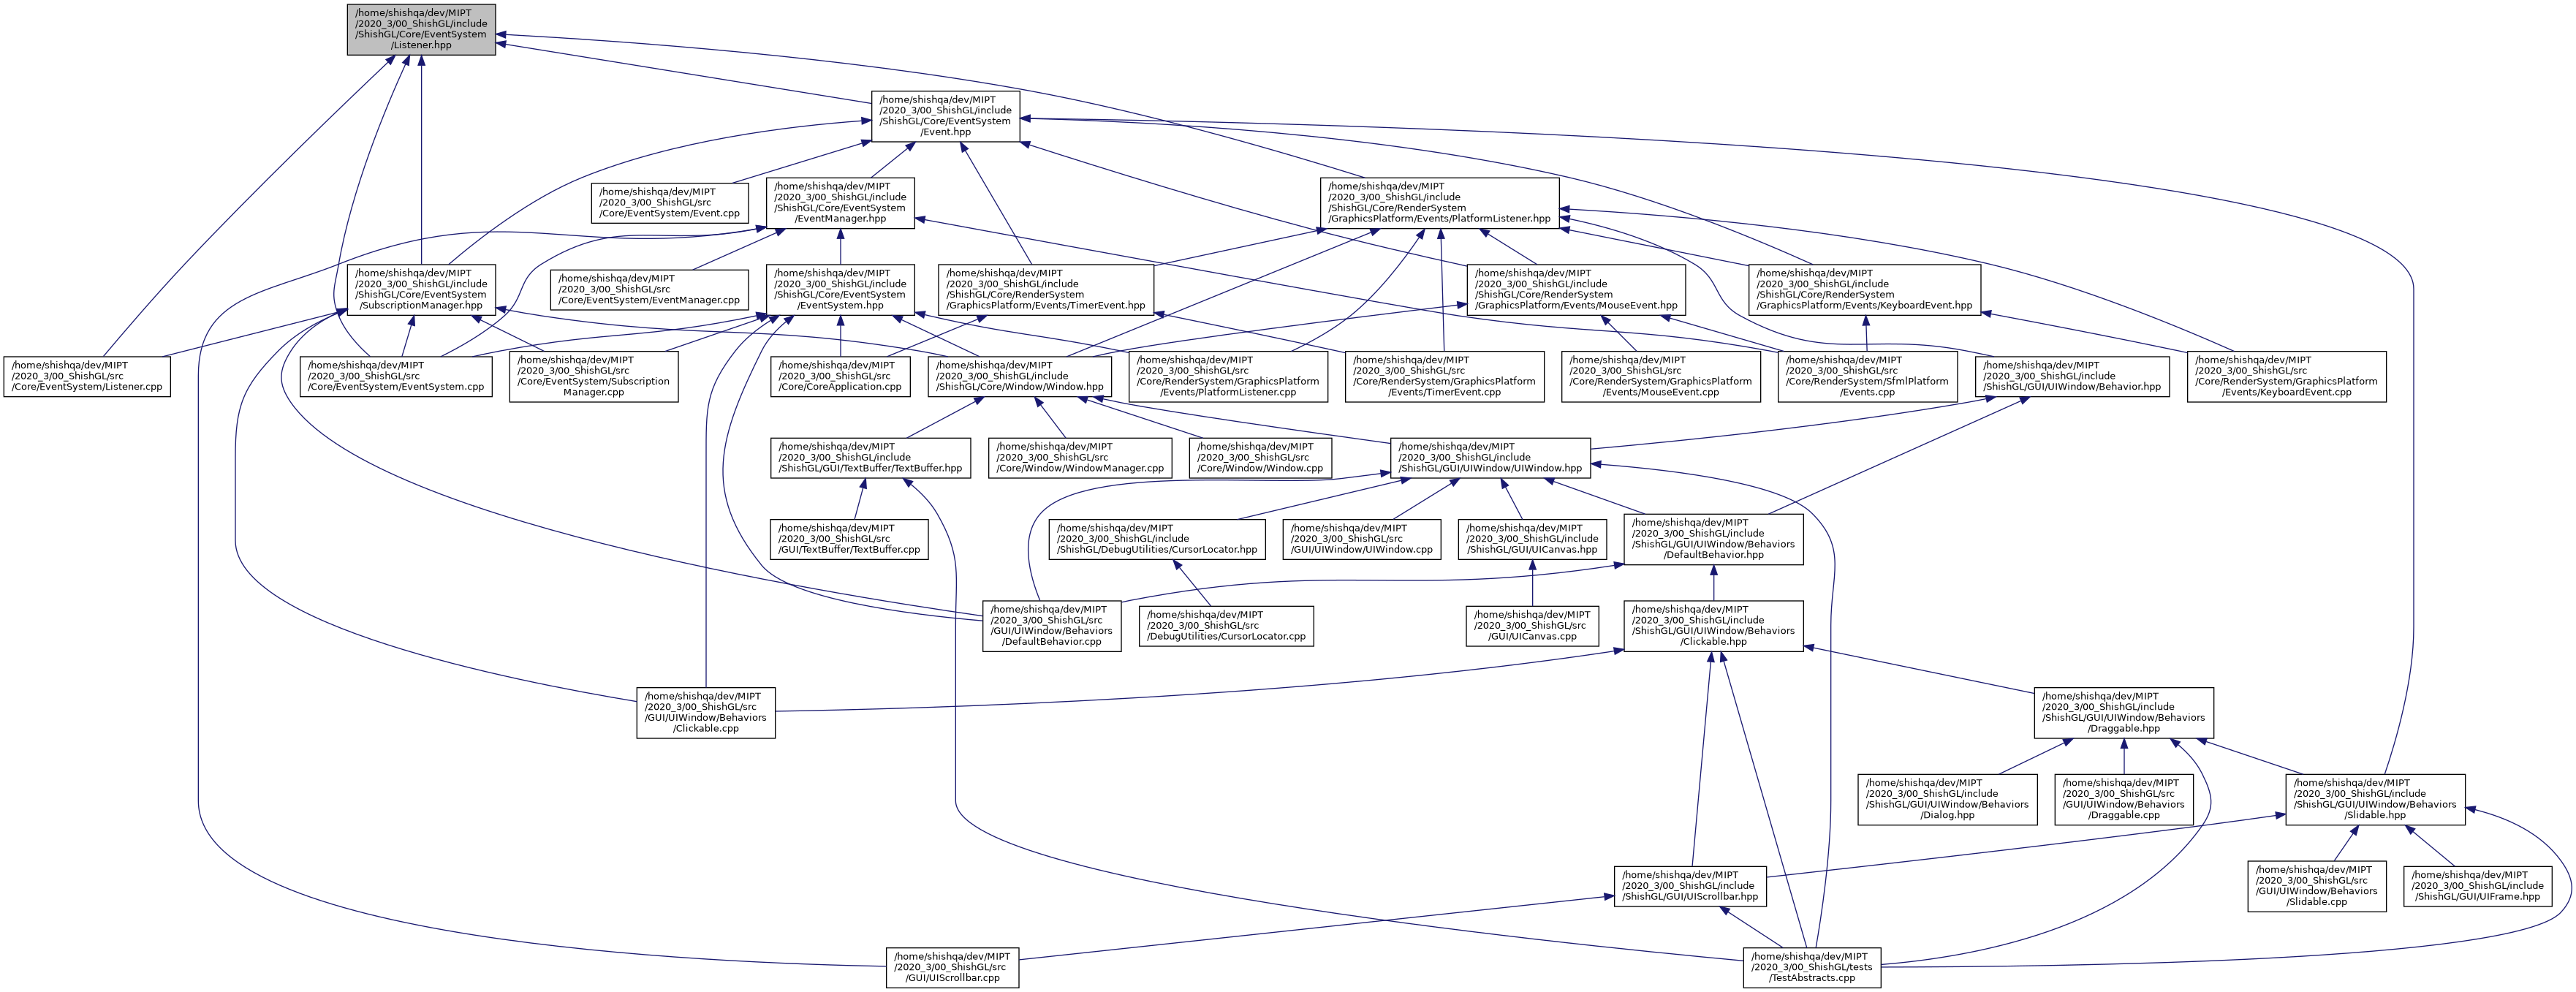 /home/shishqa/dev/MIPT
/2020_3/00_ShishGL/include
/ShishGL/Core/EventSystem
/Listener.hpp
/home/shishqa/dev/MIPT
/2020_3/00_ShishGL/include
/ShishGL/Core/EventSystem
/Event.hpp
/home/shishqa/dev/MIPT
/2020_3/00_ShishGL/src
/Core/EventSystem/Event.cpp
/home/shishqa/dev/MIPT
/2020_3/00_ShishGL/include
/ShishGL/Core/EventSystem
/EventManager.hpp
/home/shishqa/dev/MIPT
/2020_3/00_ShishGL/include
/ShishGL/Core/RenderSystem
/GraphicsPlatform/Events/PlatformListener.hpp
/home/shishqa/dev/MIPT
/2020_3/00_ShishGL/include
/ShishGL/Core/EventSystem
/SubscriptionManager.hpp
/home/shishqa/dev/MIPT
/2020_3/00_ShishGL/src
/Core/EventSystem/EventManager.cpp
/home/shishqa/dev/MIPT
/2020_3/00_ShishGL/include
/ShishGL/Core/EventSystem
/EventSystem.hpp
/home/shishqa/dev/MIPT
/2020_3/00_ShishGL/include
/ShishGL/Core/RenderSystem
/GraphicsPlatform/Events/TimerEvent.hpp
/home/shishqa/dev/MIPT
/2020_3/00_ShishGL/include
/ShishGL/Core/RenderSystem
/GraphicsPlatform/Events/MouseEvent.hpp
/home/shishqa/dev/MIPT
/2020_3/00_ShishGL/include
/ShishGL/Core/RenderSystem
/GraphicsPlatform/Events/KeyboardEvent.hpp
/home/shishqa/dev/MIPT
/2020_3/00_ShishGL/src
/Core/EventSystem/Listener.cpp
/home/shishqa/dev/MIPT
/2020_3/00_ShishGL/src
/Core/EventSystem/EventSystem.cpp
/home/shishqa/dev/MIPT
/2020_3/00_ShishGL/src
/Core/EventSystem/Subscription
Manager.cpp
/home/shishqa/dev/MIPT
/2020_3/00_ShishGL/src
/Core/CoreApplication.cpp
/home/shishqa/dev/MIPT
/2020_3/00_ShishGL/include
/ShishGL/Core/Window/Window.hpp
/home/shishqa/dev/MIPT
/2020_3/00_ShishGL/src
/Core/RenderSystem/GraphicsPlatform
/Events/PlatformListener.cpp
/home/shishqa/dev/MIPT
/2020_3/00_ShishGL/src
/Core/RenderSystem/GraphicsPlatform
/Events/TimerEvent.cpp
/home/shishqa/dev/MIPT
/2020_3/00_ShishGL/src
/Core/RenderSystem/GraphicsPlatform
/Events/MouseEvent.cpp
/home/shishqa/dev/MIPT
/2020_3/00_ShishGL/src
/Core/RenderSystem/SfmlPlatform
/Events.cpp
/home/shishqa/dev/MIPT
/2020_3/00_ShishGL/include
/ShishGL/GUI/UIWindow/Behavior.hpp
/home/shishqa/dev/MIPT
/2020_3/00_ShishGL/src
/Core/RenderSystem/GraphicsPlatform
/Events/KeyboardEvent.cpp
/home/shishqa/dev/MIPT
/2020_3/00_ShishGL/include
/ShishGL/GUI/TextBuffer/TextBuffer.hpp
/home/shishqa/dev/MIPT
/2020_3/00_ShishGL/src
/Core/Window/WindowManager.cpp
/home/shishqa/dev/MIPT
/2020_3/00_ShishGL/src
/Core/Window/Window.cpp
/home/shishqa/dev/MIPT
/2020_3/00_ShishGL/include
/ShishGL/GUI/UIWindow/UIWindow.hpp
/home/shishqa/dev/MIPT
/2020_3/00_ShishGL/src
/GUI/TextBuffer/TextBuffer.cpp
/home/shishqa/dev/MIPT
/2020_3/00_ShishGL/include
/ShishGL/DebugUtilities/CursorLocator.hpp
/home/shishqa/dev/MIPT
/2020_3/00_ShishGL/src
/GUI/UIWindow/UIWindow.cpp
/home/shishqa/dev/MIPT
/2020_3/00_ShishGL/include
/ShishGL/GUI/UICanvas.hpp
/home/shishqa/dev/MIPT
/2020_3/00_ShishGL/include
/ShishGL/GUI/UIWindow/Behaviors
/DefaultBehavior.hpp
/home/shishqa/dev/MIPT
/2020_3/00_ShishGL/src
/GUI/UIWindow/Behaviors
/DefaultBehavior.cpp
/home/shishqa/dev/MIPT
/2020_3/00_ShishGL/src
/DebugUtilities/CursorLocator.cpp
/home/shishqa/dev/MIPT
/2020_3/00_ShishGL/src
/GUI/UICanvas.cpp
/home/shishqa/dev/MIPT
/2020_3/00_ShishGL/include
/ShishGL/GUI/UIWindow/Behaviors
/Clickable.hpp
/home/shishqa/dev/MIPT
/2020_3/00_ShishGL/src
/GUI/UIWindow/Behaviors
/Clickable.cpp
/home/shishqa/dev/MIPT
/2020_3/00_ShishGL/include
/ShishGL/GUI/UIWindow/Behaviors
/Draggable.hpp
/home/shishqa/dev/MIPT
/2020_3/00_ShishGL/include
/ShishGL/GUI/UIWindow/Behaviors
/Dialog.hpp
/home/shishqa/dev/MIPT
/2020_3/00_ShishGL/src
/GUI/UIWindow/Behaviors
/Draggable.cpp
/home/shishqa/dev/MIPT
/2020_3/00_ShishGL/include
/ShishGL/GUI/UIWindow/Behaviors
/Slidable.hpp
/home/shishqa/dev/MIPT
/2020_3/00_ShishGL/include
/ShishGL/GUI/UIScrollbar.hpp
/home/shishqa/dev/MIPT
/2020_3/00_ShishGL/src
/GUI/UIWindow/Behaviors
/Slidable.cpp
/home/shishqa/dev/MIPT
/2020_3/00_ShishGL/include
/ShishGL/GUI/UIFrame.hpp
/home/shishqa/dev/MIPT
/2020_3/00_ShishGL/src
/GUI/UIScrollbar.cpp
/home/shishqa/dev/MIPT
/2020_3/00_ShishGL/tests
/TestAbstracts.cpp